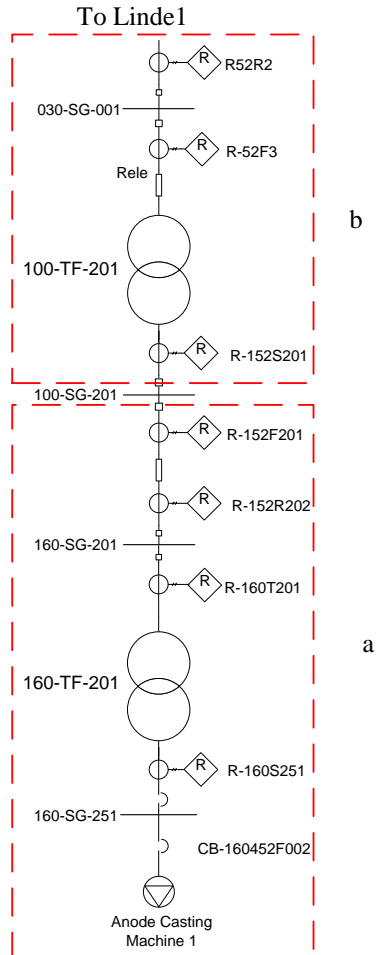 To Linde1
R
R52R2
030-SG-001
R
R-52F3
Rele
b
100-TF-201
R
R-152S201
100-SG-201
R
R-152F201
R
R-152R202
160-SG-201
R
R-160T201
a
160-TF-201
R
R-160S251
160-SG-251
CB-160452F002
Anode Casting
Machine 1